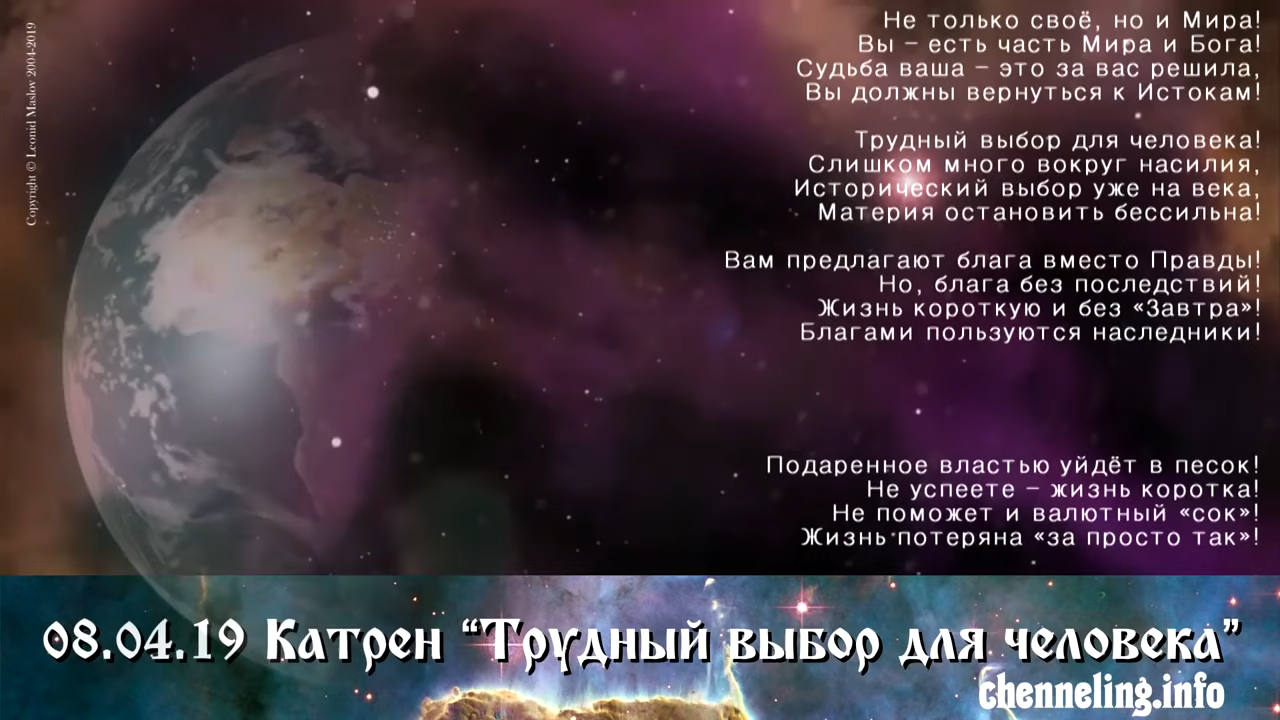 Не только своё, но и Мира!
Вы – есть часть Мира и Бога!
Судьба ваша – это за вас решила,
Вы должны вернуться к Истокам!
Трудный выбор для человека!
Слишком много вокруг насилия,
Исторический выбор уже на века,
Материя остановить бессильна!
Вам предлагают блага вместо Правды!
Но, блага без последствий!
Жизнь короткую и без «Завтра»!
Благами пользуются наследники!
Подаренное властью уйдёт в песок!
Не успеете – жизнь коротка!
Не поможет и валютный «сок»!
Жизнь потеряна «за просто так»!
Copyright © Leonid Maslov 2004-2019
08.04.19 Катрен “Трудный выбор для человека”
chenneling.info